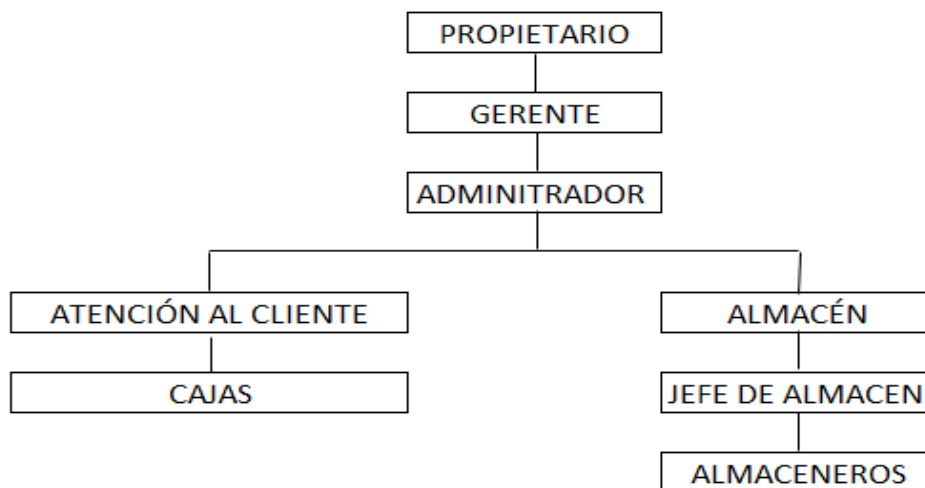 PROPIETARIO
GERENTE
ADMINITRADOR
ATENCIÓN AL CLIENTE
ALMACÉN
CAJAS
JEFE DE ALMACEN
ALMACENEROS